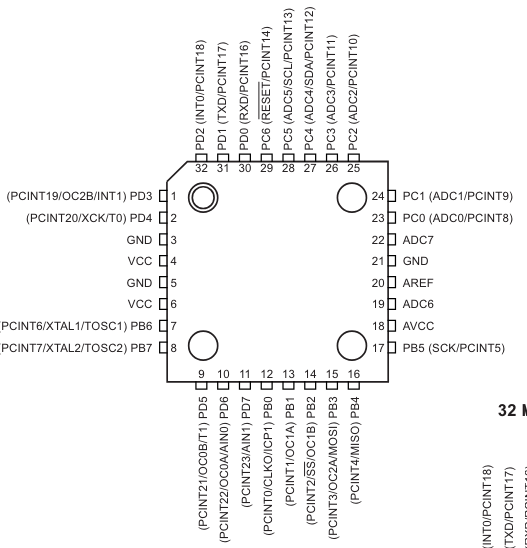 PD2 (INT0/PCINT18)
PD1 (TXD/PCINT17)
PD0 (RXD/PCINT16)
PC6 (RESET/PCINT14)
PC5 (ADC5/SCL/PCINT13)
PC4 (ADC4/SDA/PCINT12)
PC3 (ADC3/PCINT11)
PC2 (ADC2/PCINT10)
32 31 30 29 28 27 26 25
(PCINT19/OC2B/INT1) PD3 1
(PCINT20/XCK/T0) PD4 2
GND 3
VCC 4
GND 5
VCC 6
PCINT6/XTAL1/TOSC1) PB6 7
PCINT7/XTAL2/TOSC2) PB7 8
24 PC1 (ADC1/PCINT9)
23 PC0 (ADC0/PCINT8)
22 ADC7
21 GND
20 AREF
19 ADC6
18 AVCC
17 PB5 (SCK/PCINT5)
9 10 11 12 13 14 15 16
(PCINT21/OC0B/T1) PD5
(PCINT22/OC0A/AIN0) PD6
(PCINT23/AIN1) PD7
(PCINT0/CLKO/ICP1) PB0
(PCINT1/OC1A) PB1
(PCINT2/SS/OC1B) PB2
(PCINT3/OC2A/MOSI) PB3
(PCINT4/MISO) PB4
32 M
(INT0/PCINT18)
(TXD/PCINT17)